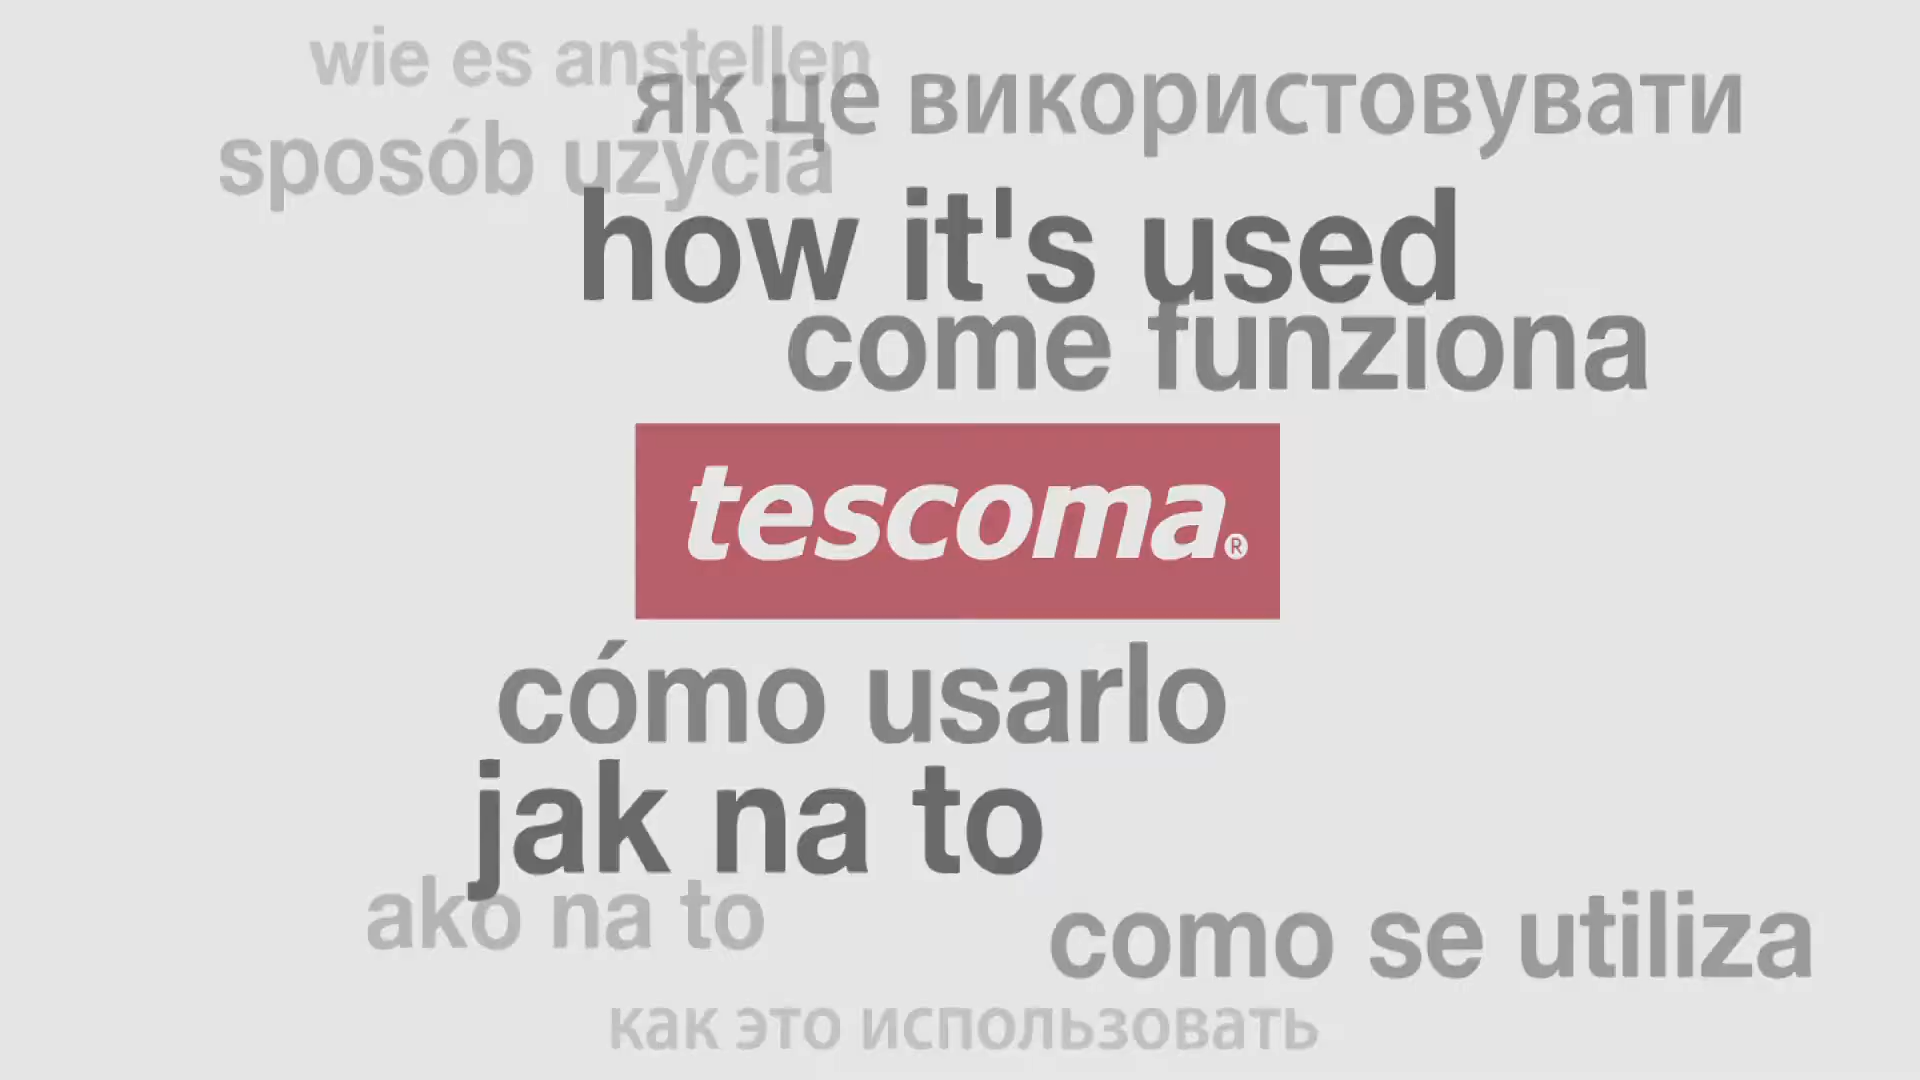 wie es anstellen
як це використовувати
sposób użycia
how it's used
come funziona
tescoma®
cómo usarlo
jak na to
ako na to
como se utiliza
как это использовать